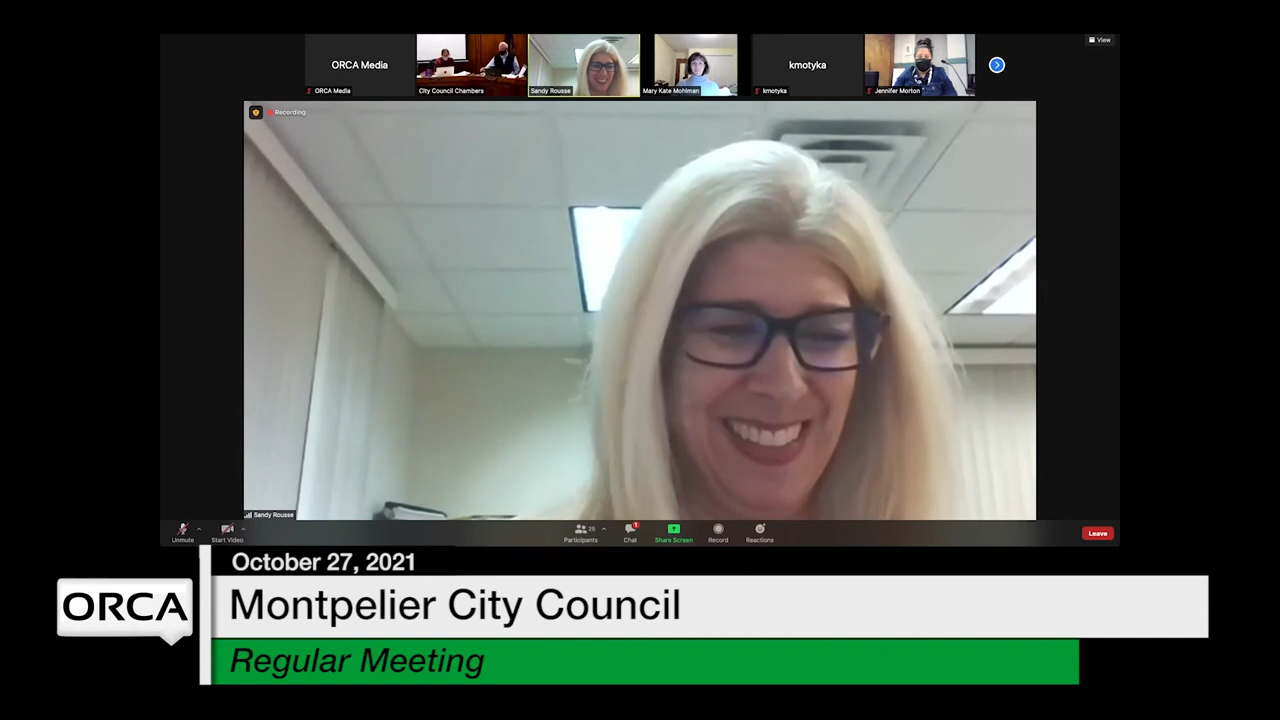 View
ORCA Media
kmotyka
ORCA Media
City Council Chambers
Sandy Rousse
Mary Kate Mohlman
kmotyka
Jennifer Morton
Recording
Sandy Rousse
Unmute
Start Video
Participants
25
Chat
1
Share Screen
Record
Reactions
Leave
October 27, 2021
ORCA
Montpelier City Council
Regular Meeting